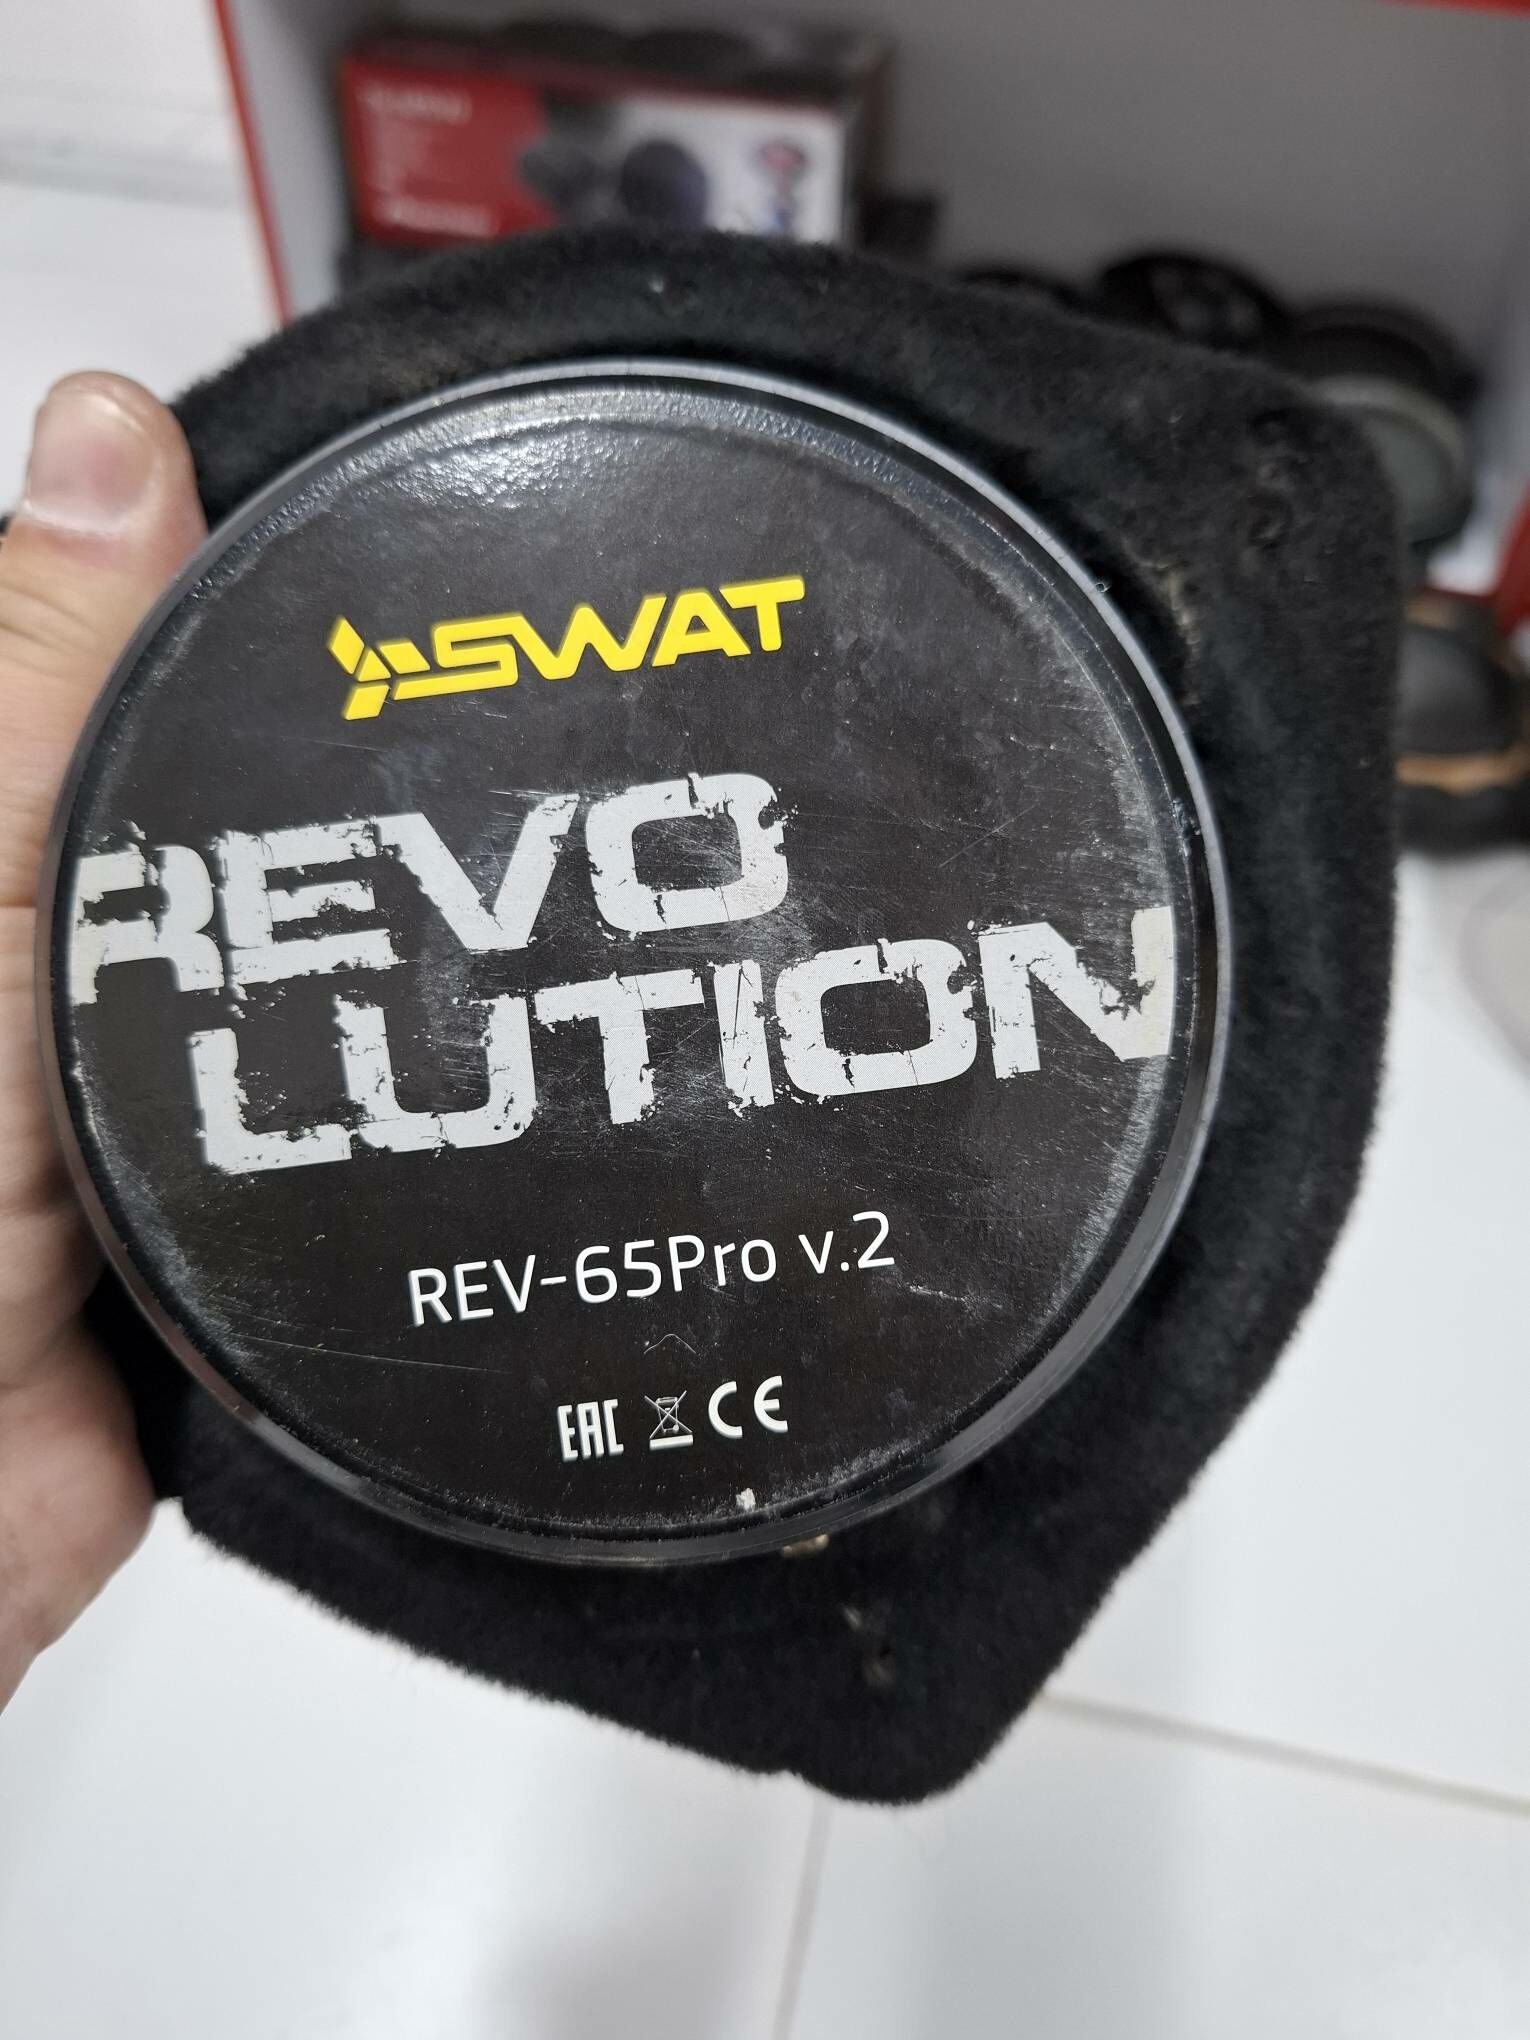 SWAT
REVO
LUTION
REV-65Pro v.2
EAC CE